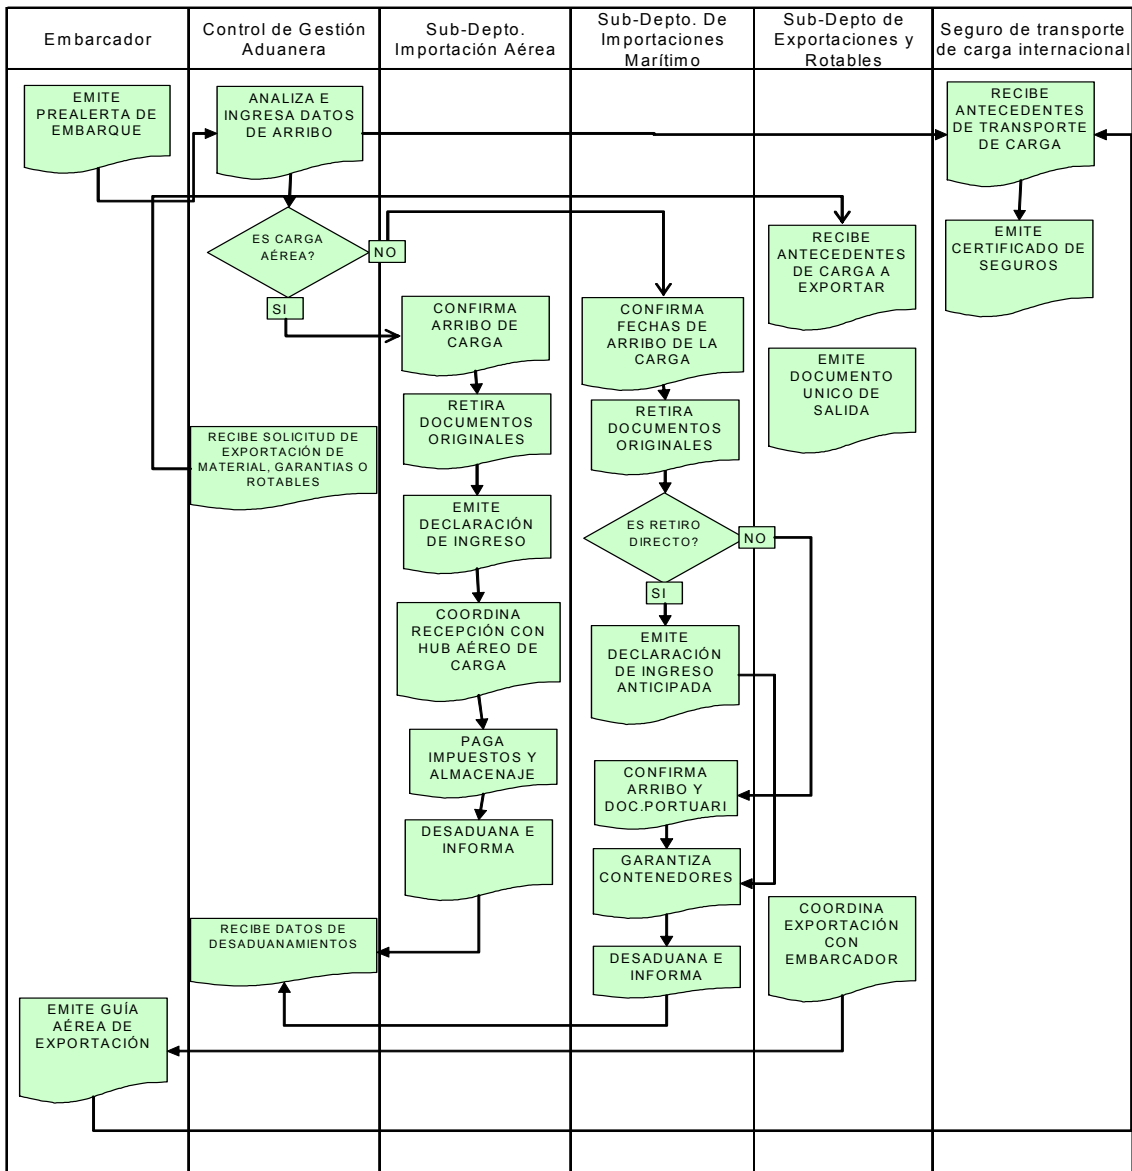 Embarcador
Control de Gestión
Aduanera
Sub-Depto.
Importación Aérea
Sub-Depto. De
Importaciones
Marítimo
Sub-Depto de
Exportaciones y
Rotables
Seguro de transporte
de carga internacional
EMITE
PREALERTA DE
EMBARQUE
ANALIZA E
INGRESA DATOS
DE ARRIBO
RECIBE
ANTECEDENTES
DE TRANSPORTE
DE CARGA
ES CARGA
AÉREA?
NO
SI
RECIBE
ANTECEDENTES
DE CARGA A
EXPORTAR
EMITE
CERTIFICADO DE
SEGUROS
CONFIRMA
ARRIBO DE
CARGA
CONFIRMA
FECHAS DE
ARRIBO DE LA
CARGA
EMITE
DOCUMENTO
UNICO DE
SALIDA
RETIRA
DOCUMENTOS
ORIGINALES
RETIRA
DOCUMENTOS
ORIGINALES
RECIBE SOLICITUD DE
EXPORTACIÓN DE
MATERIAL, GARANTIAS O
ROTABLES
EMITE
DECLARACIÓN
DE INGRESO
ES RETIRO
DIRECTO?
NO
SI
COORDINA
RECEPCIÓN CON
HUB AÉREO DE
CARGA
EMITE
DECLARACIÓN
DE INGRESO
ANTICIPADA
PAGA
IMPUESTOS Y
ALMACENAJE
CONFIRMA
ARRIBO Y
DOC.PORTUARI
DESADUANA E
INFORMA
GARANTIZA
CONTENEDORES
COORDINA
EXPORTACIÓN
CON
EMBARCADOR
RECIBE DATOS DE
DESADUANAMIENTOS
DESADUANA E
INFORMA
EMITE GUÍA
AÉREA DE
EXPORTACIÓN